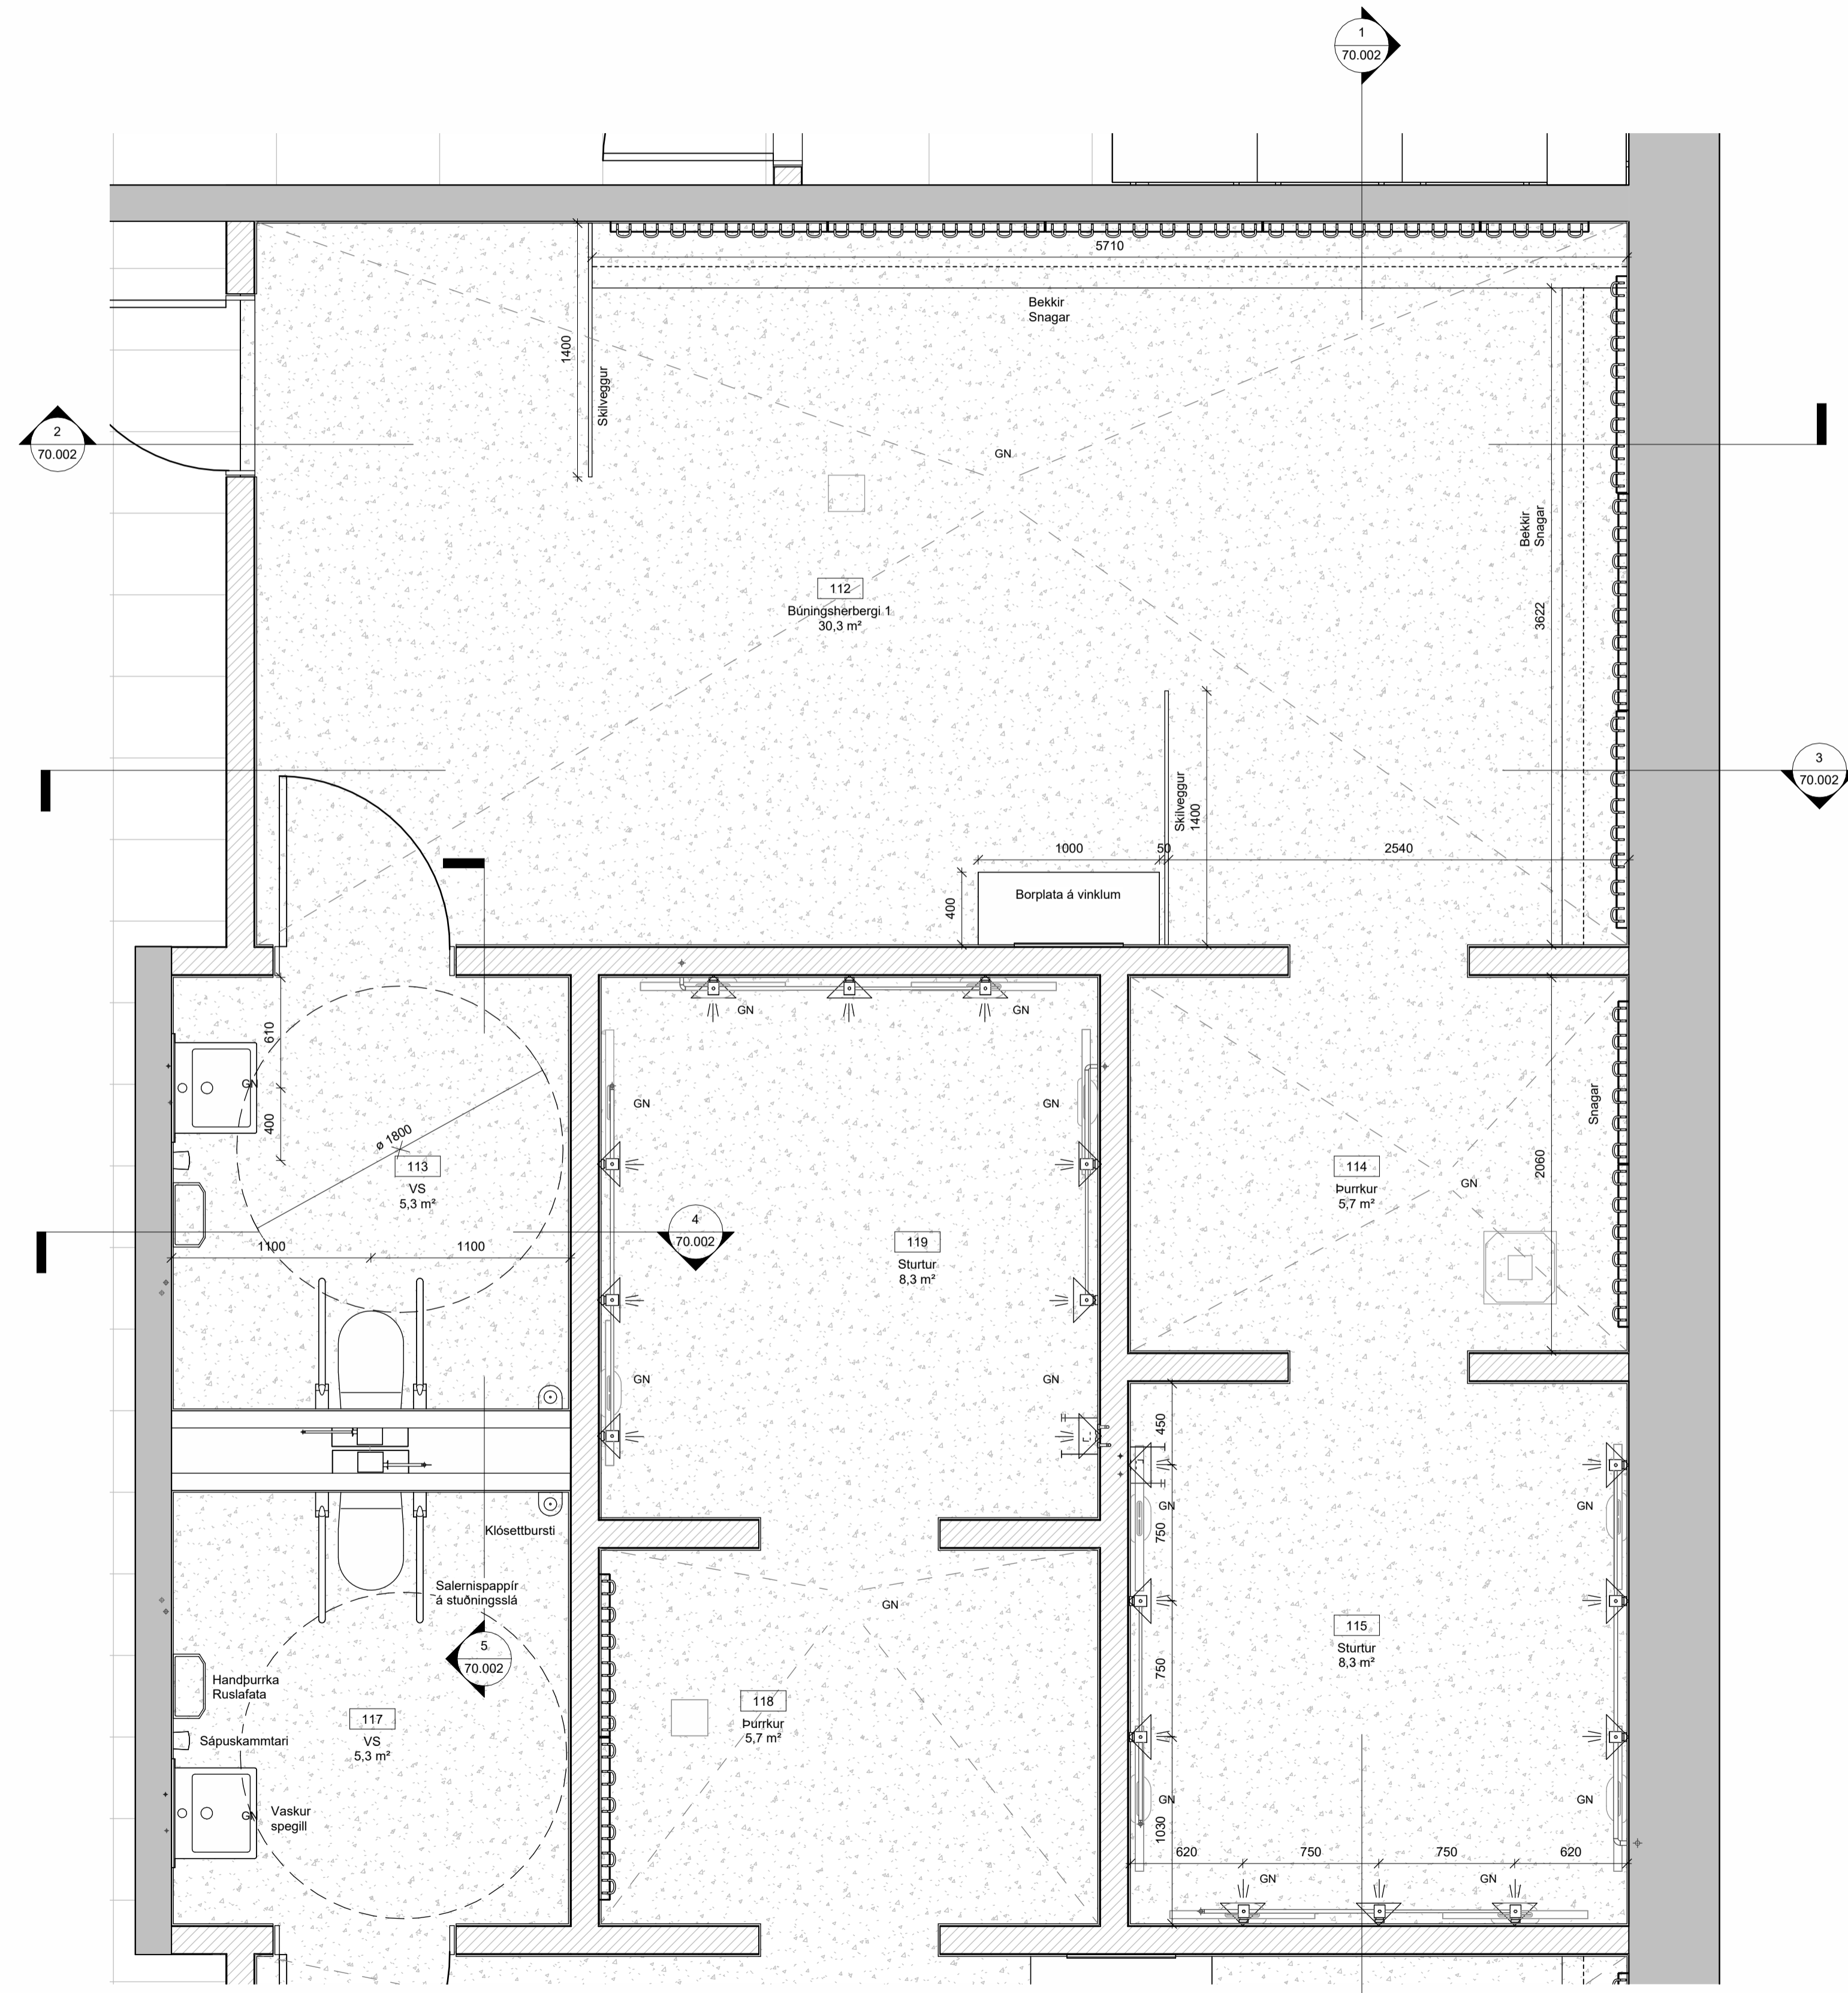 1
70.002
5710
Bekkir
Snagar
1400
Skilveggur
2
70.002
GN
Bekkir
Snagar
112
Búningsherbergi 1
30,3 m²
3622
3
70.002
Skilveggur
1400
1000
50
2540
400
Borplata á vinklum
610
GN
400
ø 1800
113
VS
5,3 m²
1100
1100
GN
GN
GN
GN
4
70.002
119
Sturtur
8,3 m²
GN
GN
Snagar
114
Þurrkur
5,7 m²
GN
2060
450
GN
GN
750
Klósettbursti
Salernispappír
á stuðningsslá
5
70.002
GN
115
Sturtur
8,3 m²
750
Handþurrka
Ruslafata
117
VS
5,3 m²
Sápuskammtari
118
Þurrkur
5,7 m²
GN
Vaskur
spegill
GN
GN
1030
620
750
750
620
GN
GN